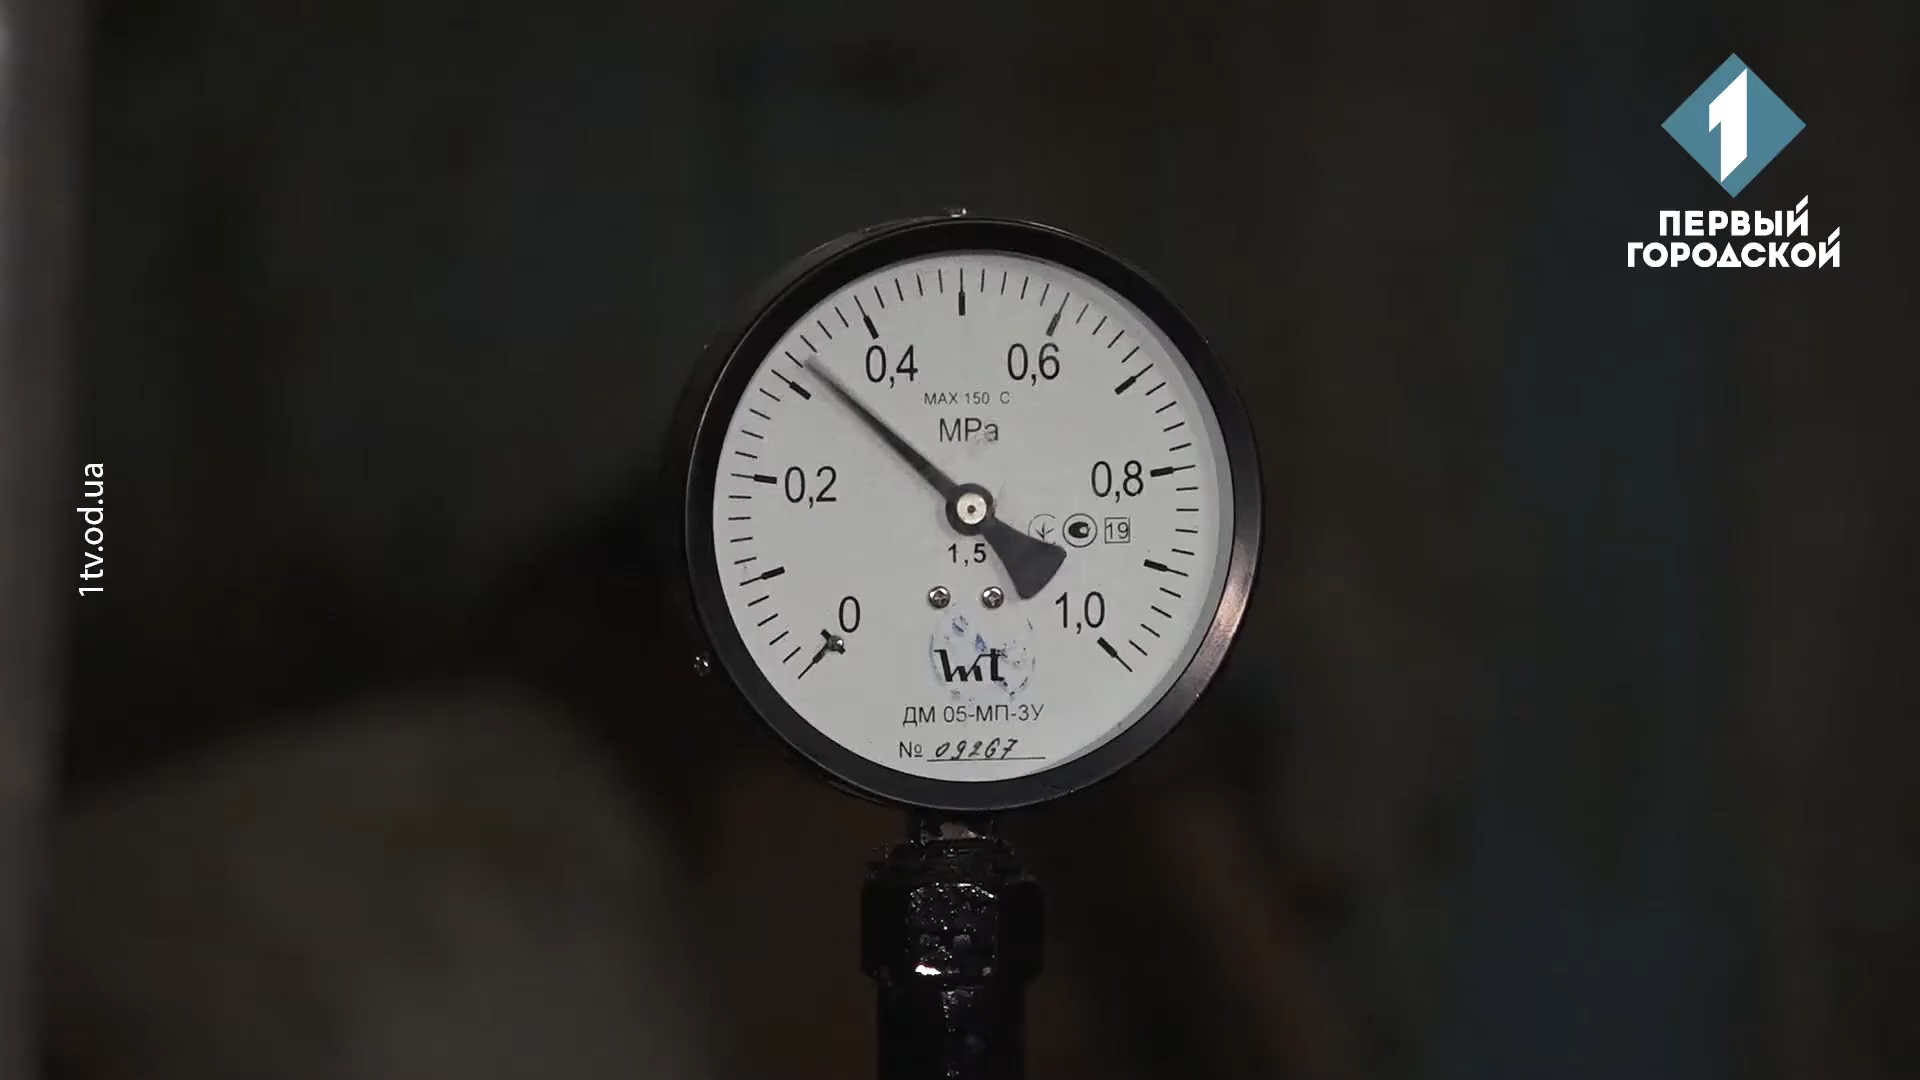 1
ПЕРВЫЙ
ГОРОДСКОЙ
1tv.od.ua
0,4
0,6
MAX 150 C
MPa
0,2
0,8
19
1,5
0
1,0
ДМ 05-МП-3У
№ 09267